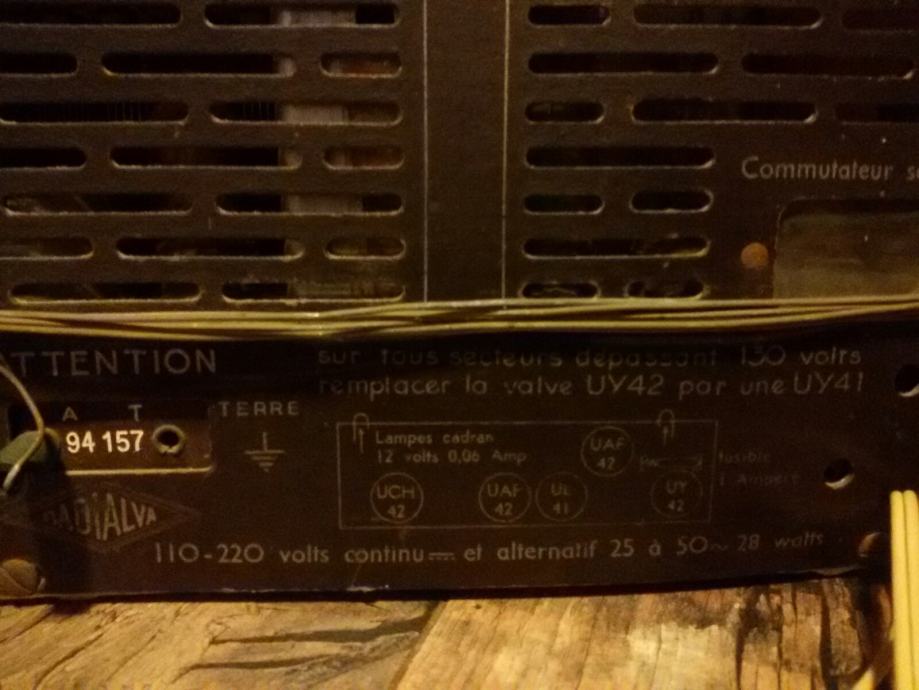 Commutateur
ATTENTION
sur tous secteurs dépassant 130 volts
remplacer la valve UY42 par une UY41
A T
TERRE
94 157
Lampes cadran
12 volts 0,06 Amp
UAF
42
fusible
1 Ampère
UCH
42
UAF
42
UL
41
UY
42
RADIALVA
110-220 volts continu et alternatif 25 à 50~ 28 watts